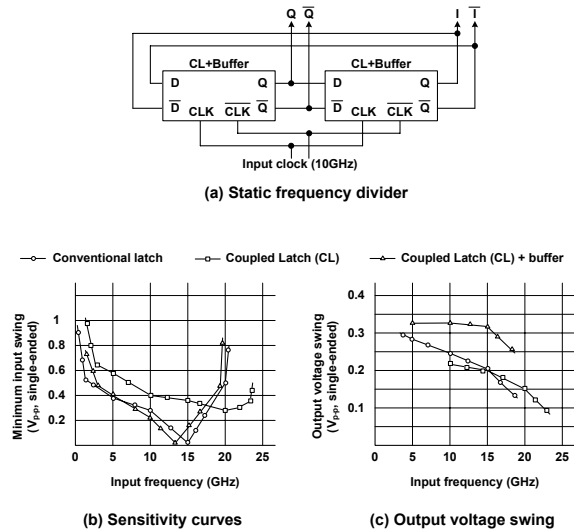 Q Q̅ I I̅
CL+Buffer CL+Buffer
D Q D Q
D̅ CLK C̅L̅K̅ Q̅ D̅ CLK C̅L̅K̅ Q̅
Input clock (10GHz)
(a) Static frequency divider
Conventional latch Coupled Latch (CL) Coupled Latch (CL) + buffer
Minimum input swing
(Vp-p, single-ended)
1
0.8
0.6
0.4
0.2
0 5 10 15 20 25
Input frequency (GHz)
(b) Sensitivity curves
Output voltage swing
(Vp-p, single-ended)
0.4
0.3
0.2
0.1
0 5 10 15 20 25
Input frequency (GHz)
(c) Output voltage swing